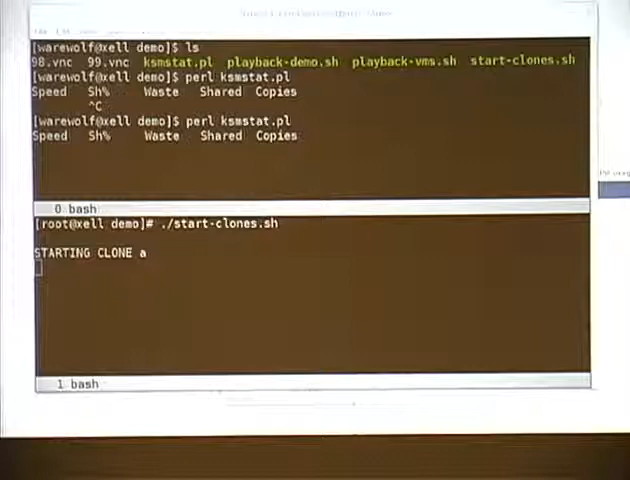 [warewolf@xell demo]$ ls
98.vnc 99.vnc ksmstat.pl playback-demo.sh playback-vms.sh start-clones.sh
[warewolf@xell demo]$ perl ksmstat.pl
Speed Sh% Waste Shared Copies
^C
[warewolf@xell demo]$ perl ksmstat.pl
Speed Sh% Waste Shared Copies
0 bash
[root@xell demo]# ./start-clones.sh
STARTING CLONE a
1 bash